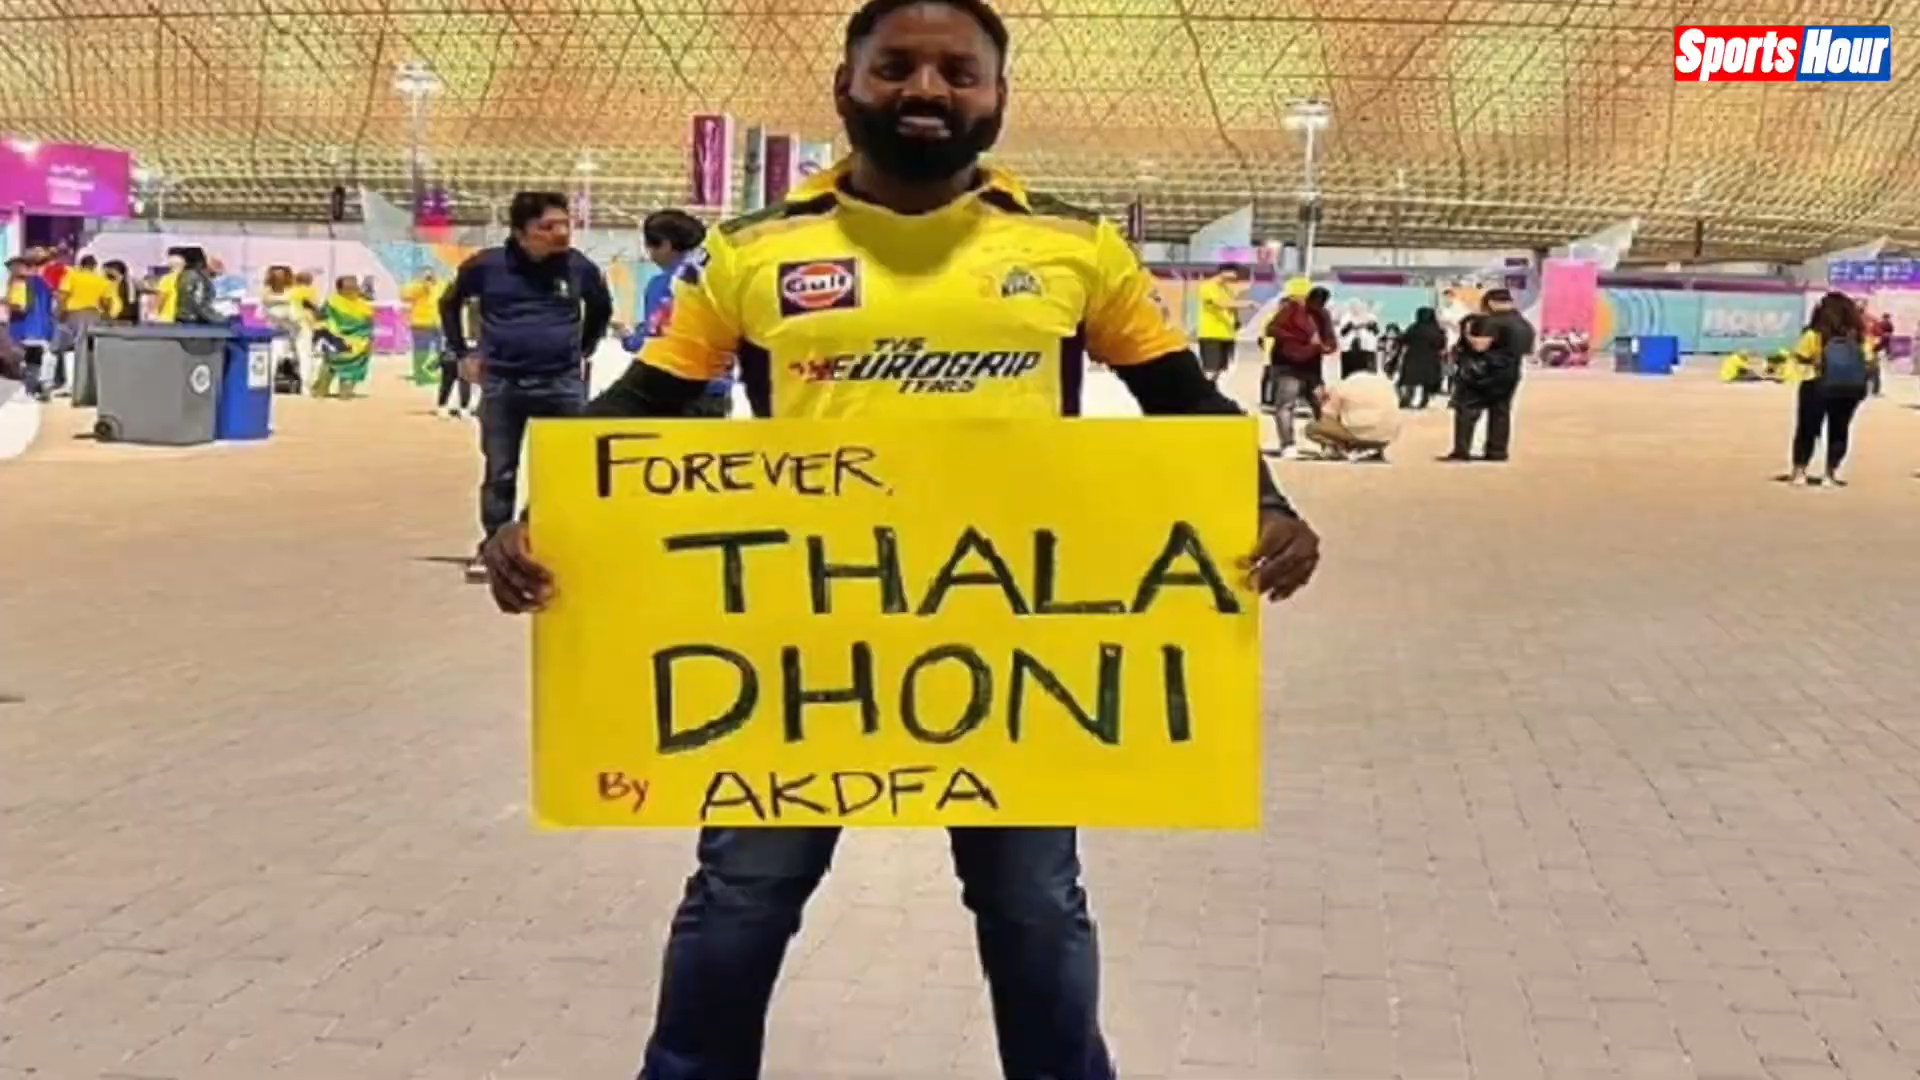 Sports Hour
Gulf
TVS
EUROGRIP
TYRES
FOREVER,
THALA
DHONI
By AKDFA